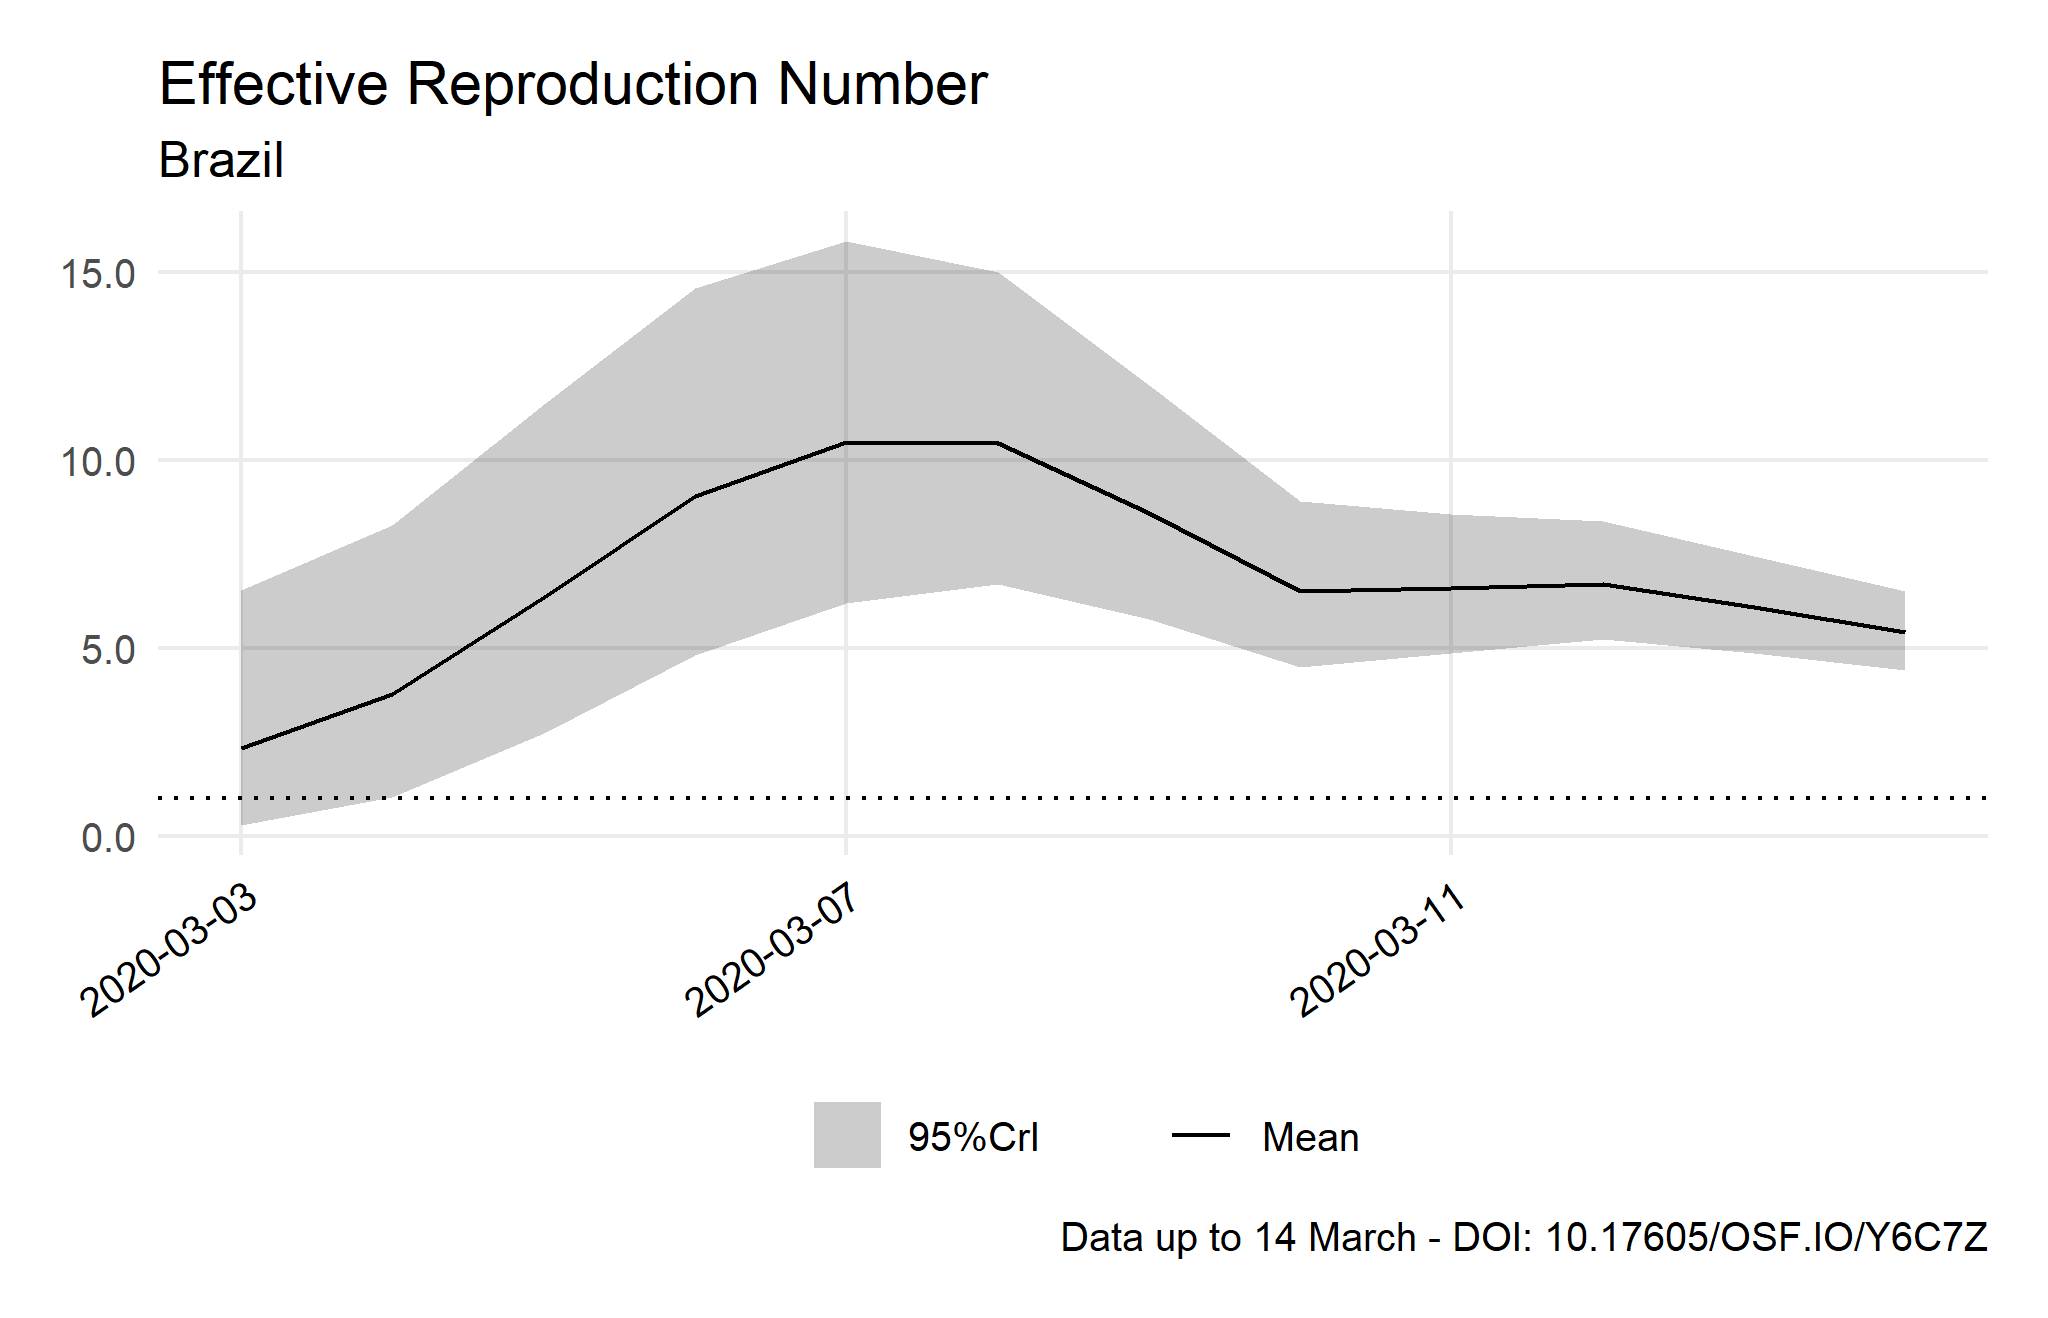 Effective Reproduction Number
Brazil
15.0
10.0
5.0
0.0
2020-03-03
2020-03-07
2020-03-11
95%CrI
Mean
Data up to 14 March - DOI: 10.17605/OSF.IO/Y6C7Z